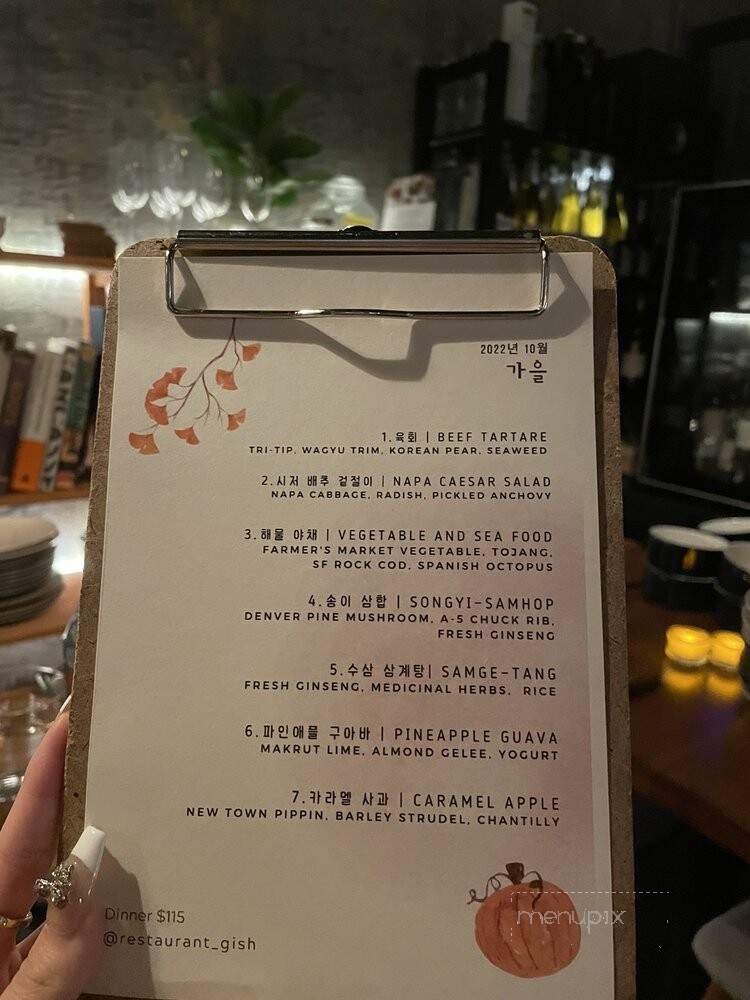 2022년 10월
가을
1.육회 | BEEF TARTARE
TRI-TIP, WAGYU TRIM, KOREAN PEAR, SEAWEED
2.시저 배추 겉절이 | NAPA CAESAR SALAD
NAPA CABBAGE, RADISH, PICKLED ANCHOVY
3.해물 야채 | VEGETABLE AND SEA FOOD
FARMER'S MARKET VEGETABLE, TOJANG,
SF ROCK COD, SPANISH OCTOPUS
4.송이 삼합 | SONGYI-SAMHOP
DENVER PINE MUSHROOM, A-5 CHUCK RIB,
FRESH GINSENG
5.수삼 삼계탕| SAMGE-TANG
FRESH GINSENG, MEDICINAL HERBS, RICE
6.파인애플 구아바 | PINEAPPLE GUAVA
MAKRUT LIME, ALMOND GELEE, YOGURT
7.카라멜 사과 | CARAMEL APPLE
NEW TOWN PIPPIN, BARLEY STRUDEL, CHANTILLY
Dinner $115
@restaurant_gish
menupix